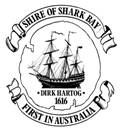 SHIRE OF SHARK BAY
• DIRK HARTOG •
1616
FIRST IN AUSTRALIA